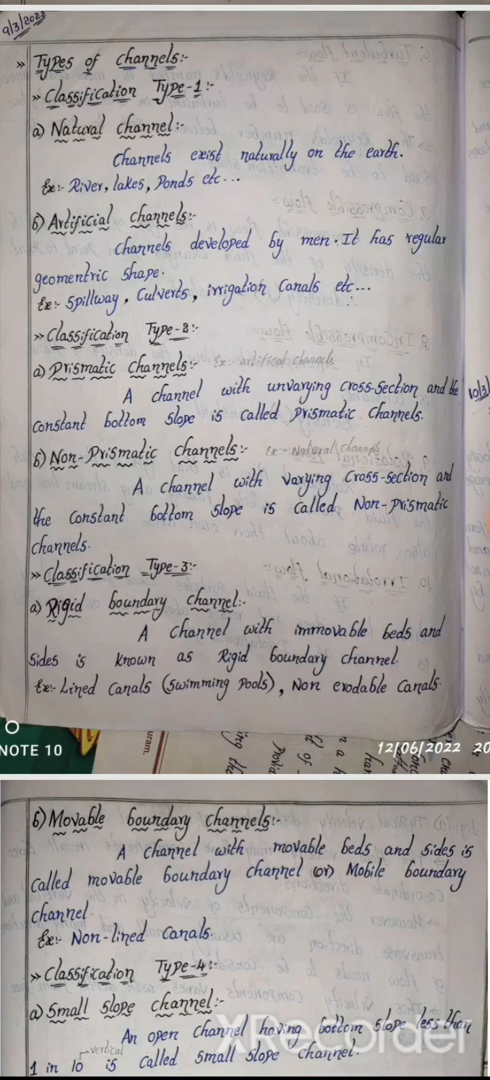 9/3/2022
» Types of channels:-
» Classification Type-1:-
a) Natural channel:-
Channels exist naturally on the earth.
Ex:- River, lakes, Ponds etc...
b) Artificial channels:-
channels developed by men. It has regular
geomentric shape.
Ex:- Spillway, Culverts, irrigation Canals etc...
» Classification Type-2:-
a) Prismatic channels:- Ex:- artifical channels
A channel with unvarying cross-section and the
constant bottom slope is called Prismatic channels.
10/3/
b) Non-Prismatic channels:- Ex:- Natural channels
A channel with varying cross-section and
the constant bottom slope is called Non-Prismatic
channels.
» Classification Type-3:-
a) Rigid boundary Channel:-
A channel with immovable beds and
sides is known as Rigid boundary channel.
Ex:- Lined Canals (Swimming Pools), Non erodable Canals
NOTE 10
12/06/2022 20
b) Movable boundary channels:-
A channel with movable beds and sides is
called movable boundary channel (or) Mobile boundary
channel.
Ex:- Non-lined Canals
» Classification Type-4:-
a) Small slope channel:-
An open channel having bottom slope less than
1 in 10 vertical is called small slope channel.
XRecorder